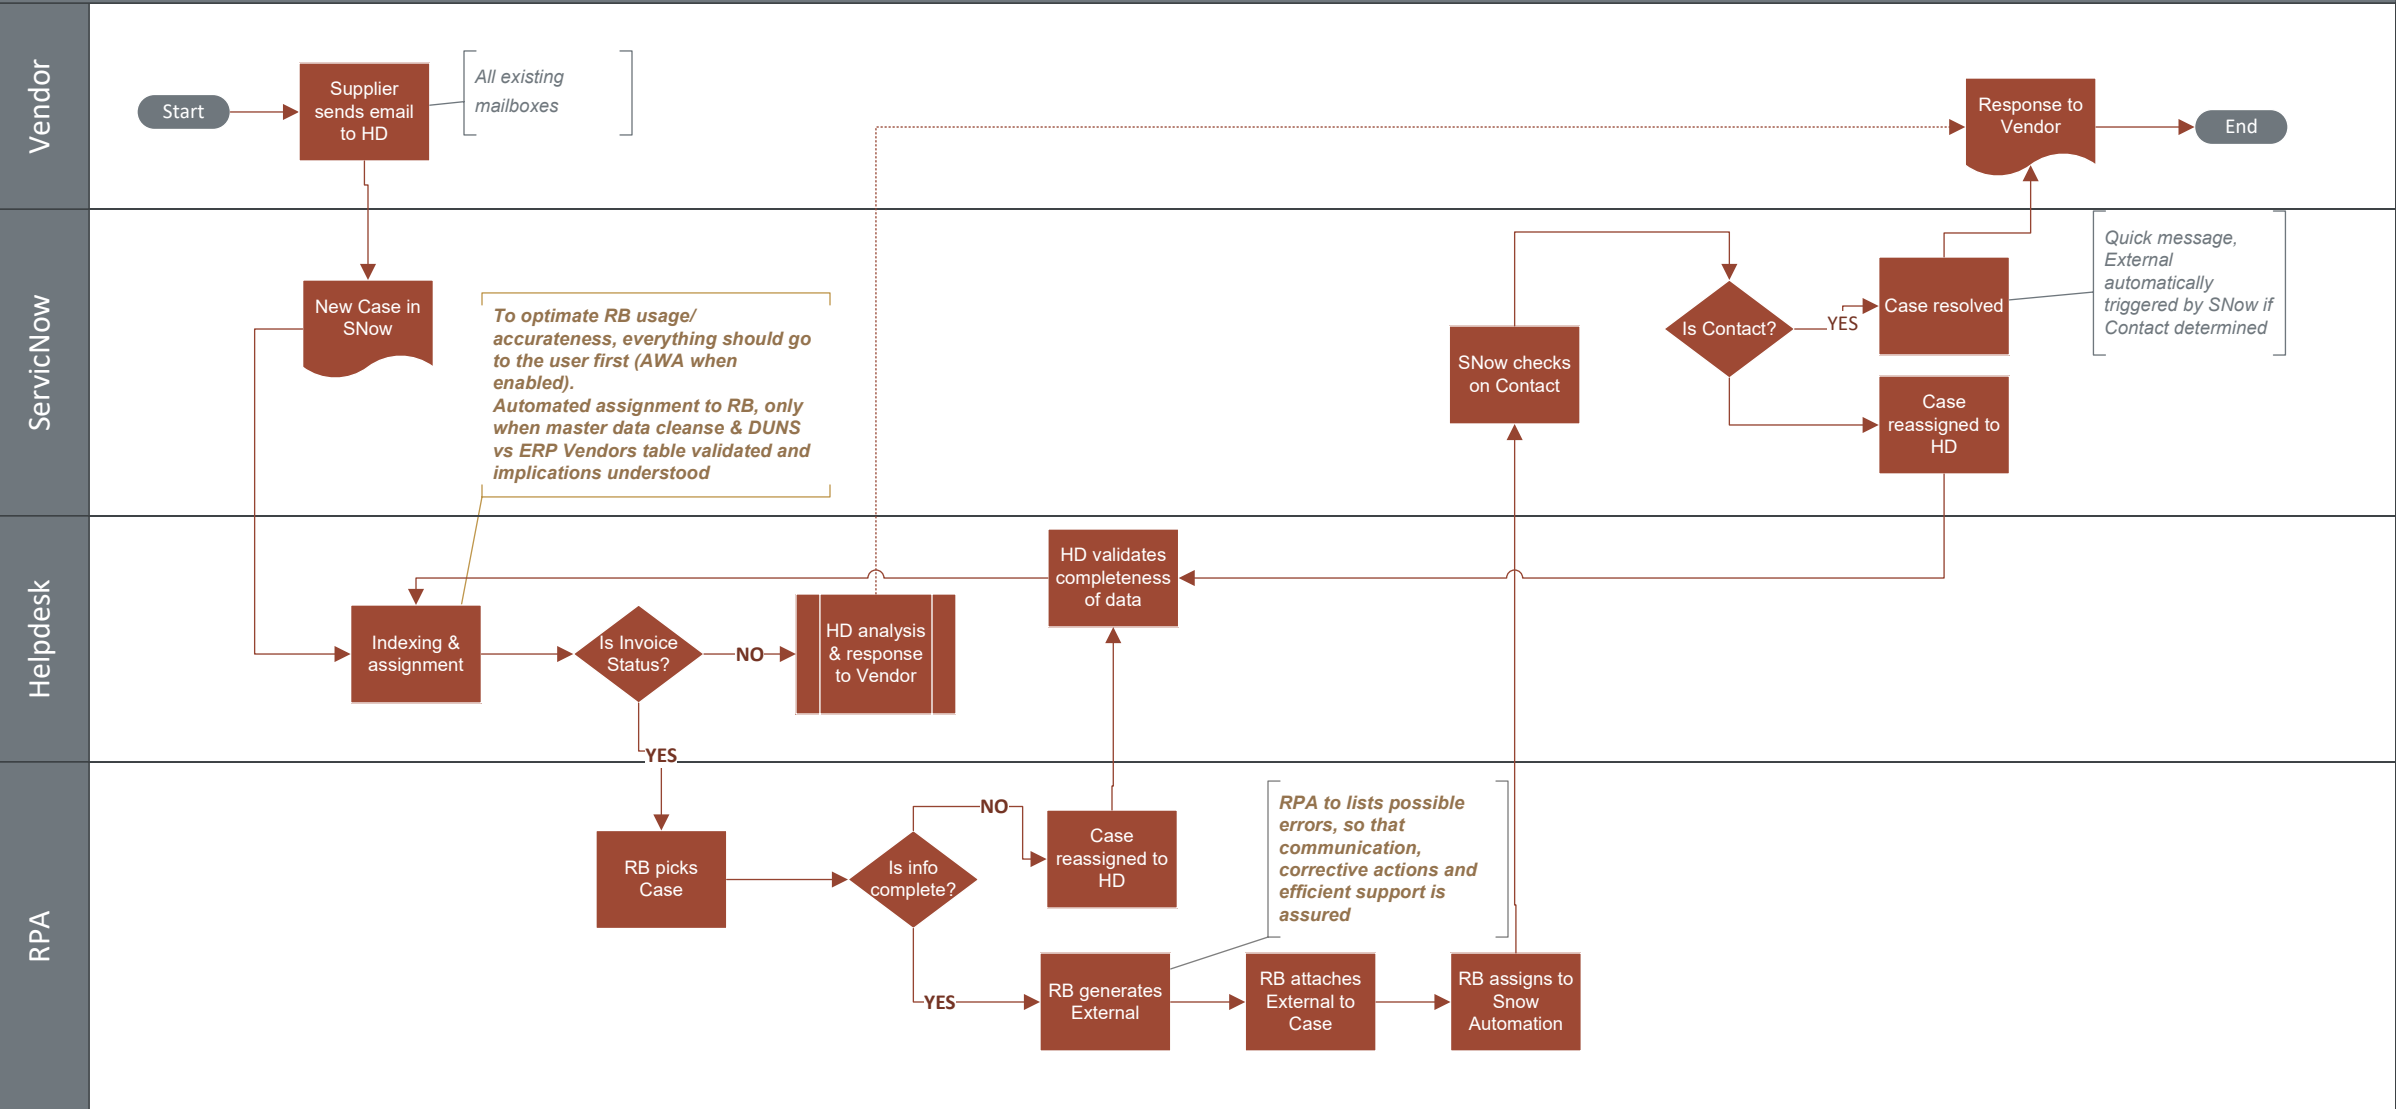 Vendor
Start
Supplier
sends email
to HD
All existing
mailboxes
Response to
Vendor
End
ServicNow
New Case in
SNow
To optimate RB usage/
accurateness, everything should go
to the user first (AWA when
enabled).
Automated assignment to RB, only
when master data cleanse & DUNS
vs ERP Vendors table validated and
implications understood
SNow checks
on Contact
Is Contact?
YES
Case resolved
Quick message,
External
automatically
triggered by SNow if
Contact determined
Case
reassigned to
HD
Helpdesk
Indexing &
assignment
Is Invoice
Status?
NO
HD analysis
& response
to Vendor
HD validates
completeness
of data
YES
RPA
RB picks
Case
Is info
complete?
NO
Case
reassigned to
HD
RPA to lists possible
errors, so that
communication,
corrective actions and
efficient support is
assured
YES
RB generates
External
RB attaches
External to
Case
RB assigns to
Snow
Automation